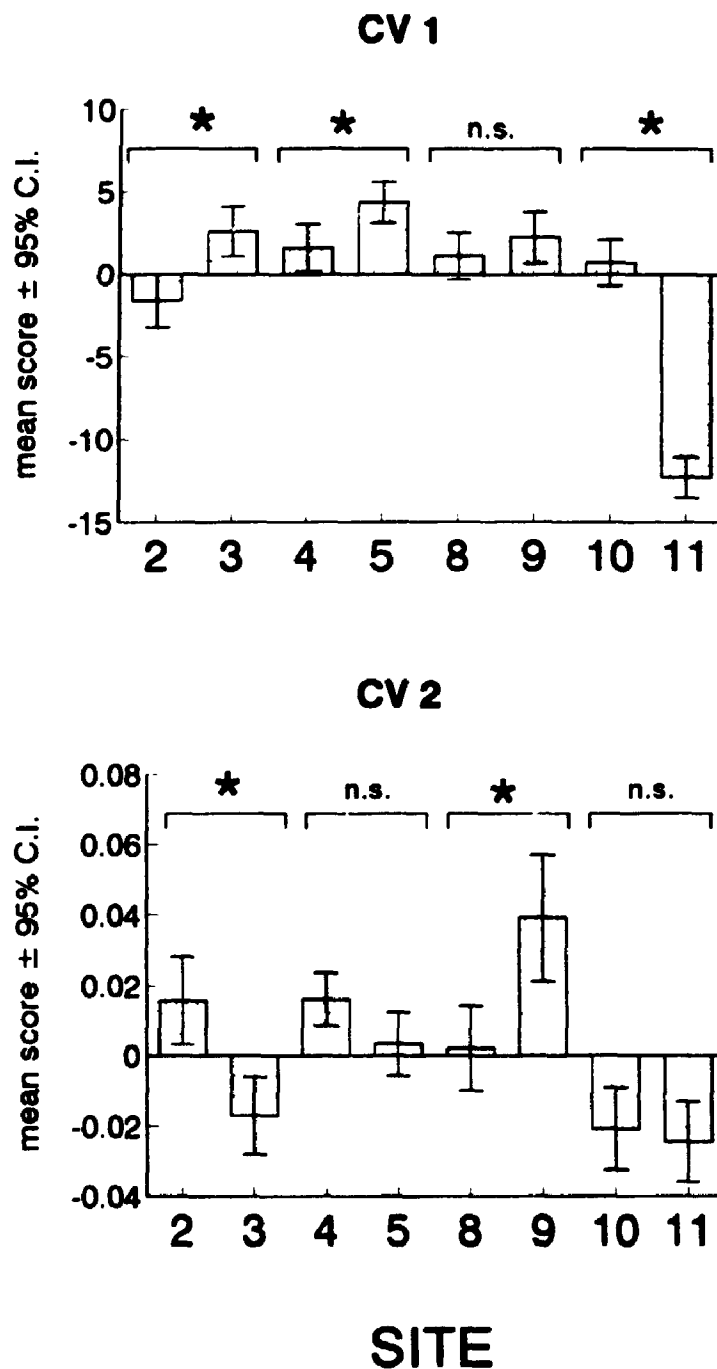 CV 1
mean score ± 95% C.I.
10
5
0
-5
-10
-15
* * n.s. *
2 3 4 5 8 9 10 11
CV 2
mean score ± 95% C.I.
0.08
0.06
0.04
0.02
0
-0.02
-0.04
* n.s. * n.s.
2 3 4 5 8 9 10 11
SITE